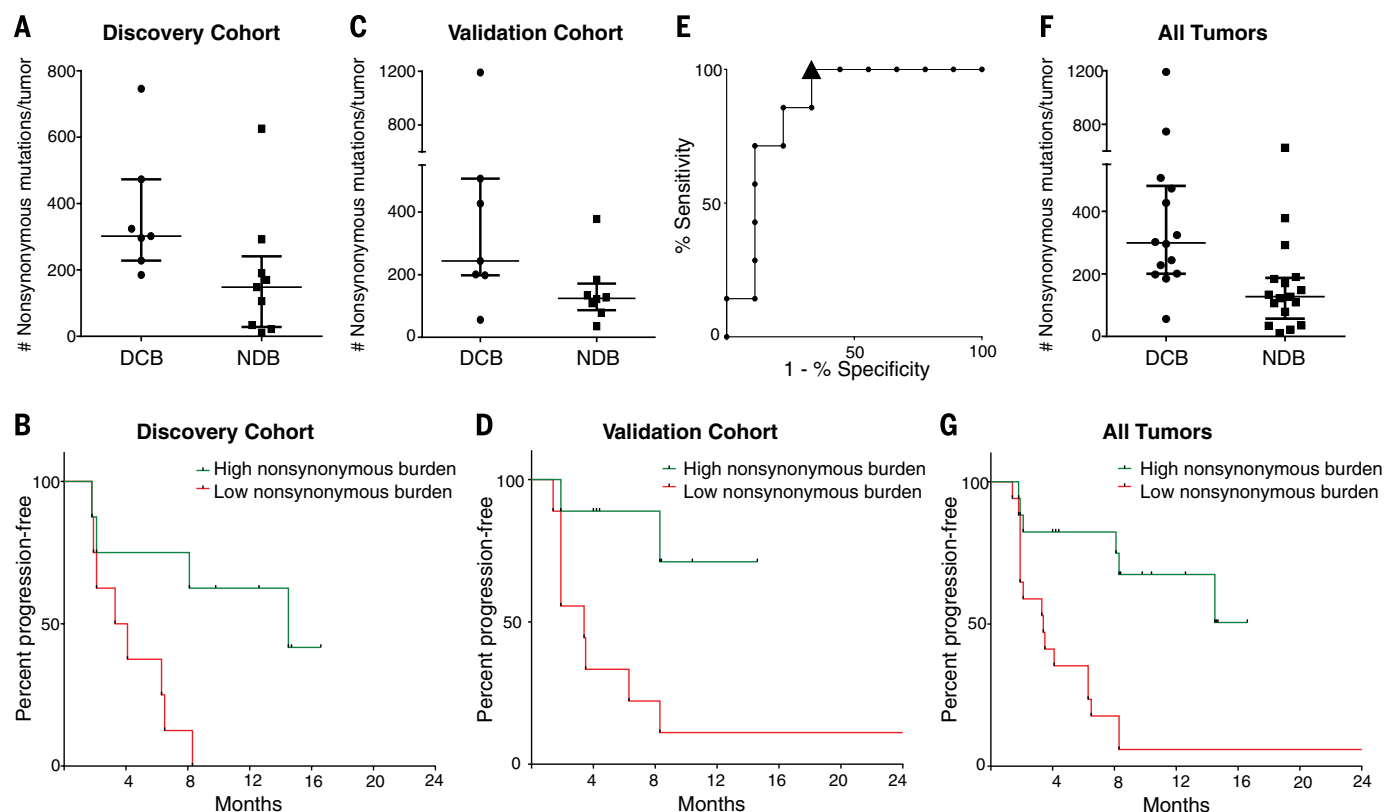 A Discovery Cohort
# Nonsynonymous mutations/tumor
800
600
400
200
0
DCB NDB
C Validation Cohort
# Nonsynonymous mutations/tumor
1200
800
400
200
0
DCB NDB
E
% Sensitivity
100
50
0
50 100
1 - % Specificity
F All Tumors
# Nonsynonymous mutations/tumor
1200
800
400
200
0
DCB NDB
B Discovery Cohort
High nonsynonymous burden
Low nonsynonymous burden
Percent progression-free
100
50
0
4 8 12 16 20 24
Months
D Validation Cohort
High nonsynonymous burden
Low nonsynonymous burden
Percent progression-free
100
50
0
4 8 12 16 20 24
Months
G All Tumors
High nonsynonymous burden
Low nonsynonymous burden
Percent progression-free
100
50
0
4 8 12 16 20 24
Months